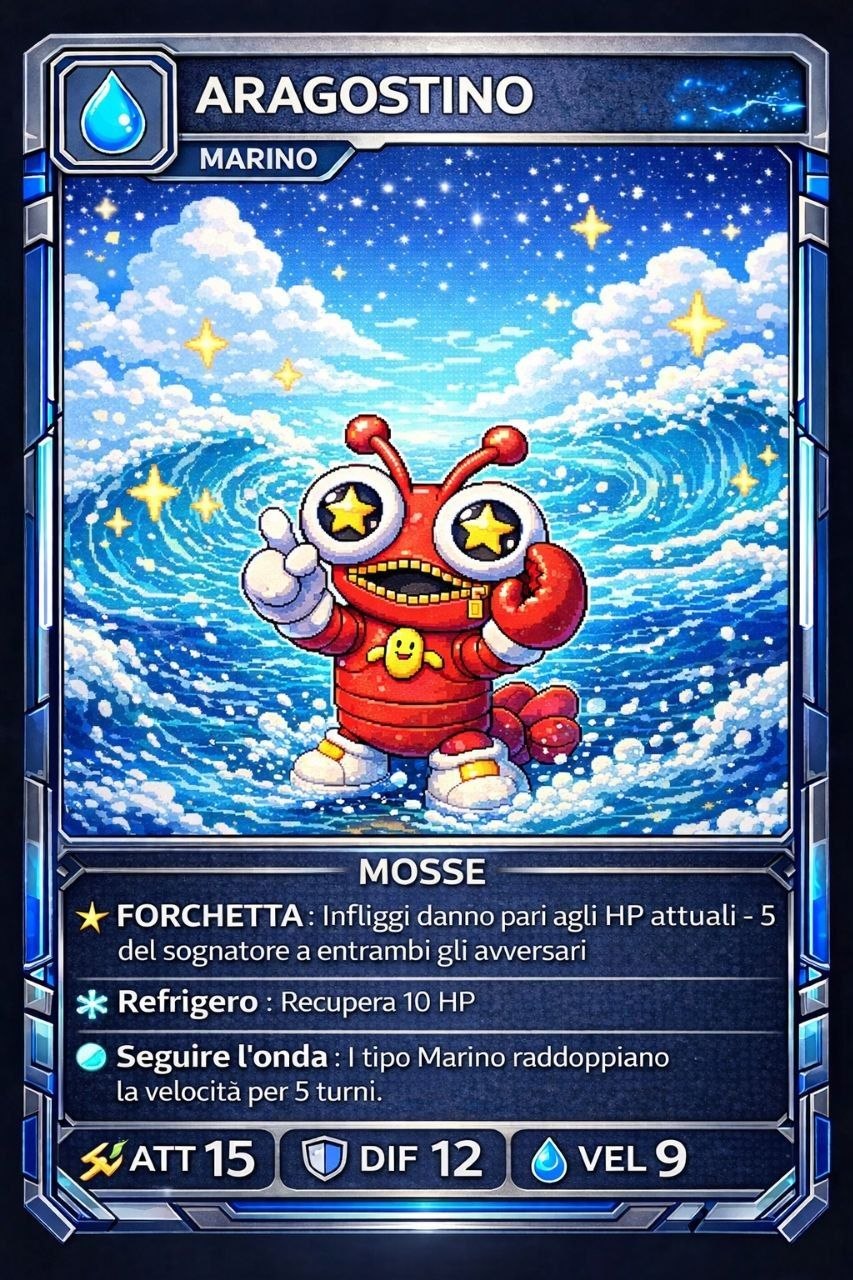 ARAGOSTINO
MARINO
MOSSE
FORCHETTA: Infliggi danno pari agli HP attuali - 5
del sognatore a entrambi gli avversari
Refrigero : Recupera 10 HP
Seguire l'onda : I tipo Marino raddoppiano
la velocità per 5 turni.
ATT 15 DIF 12 VEL 9